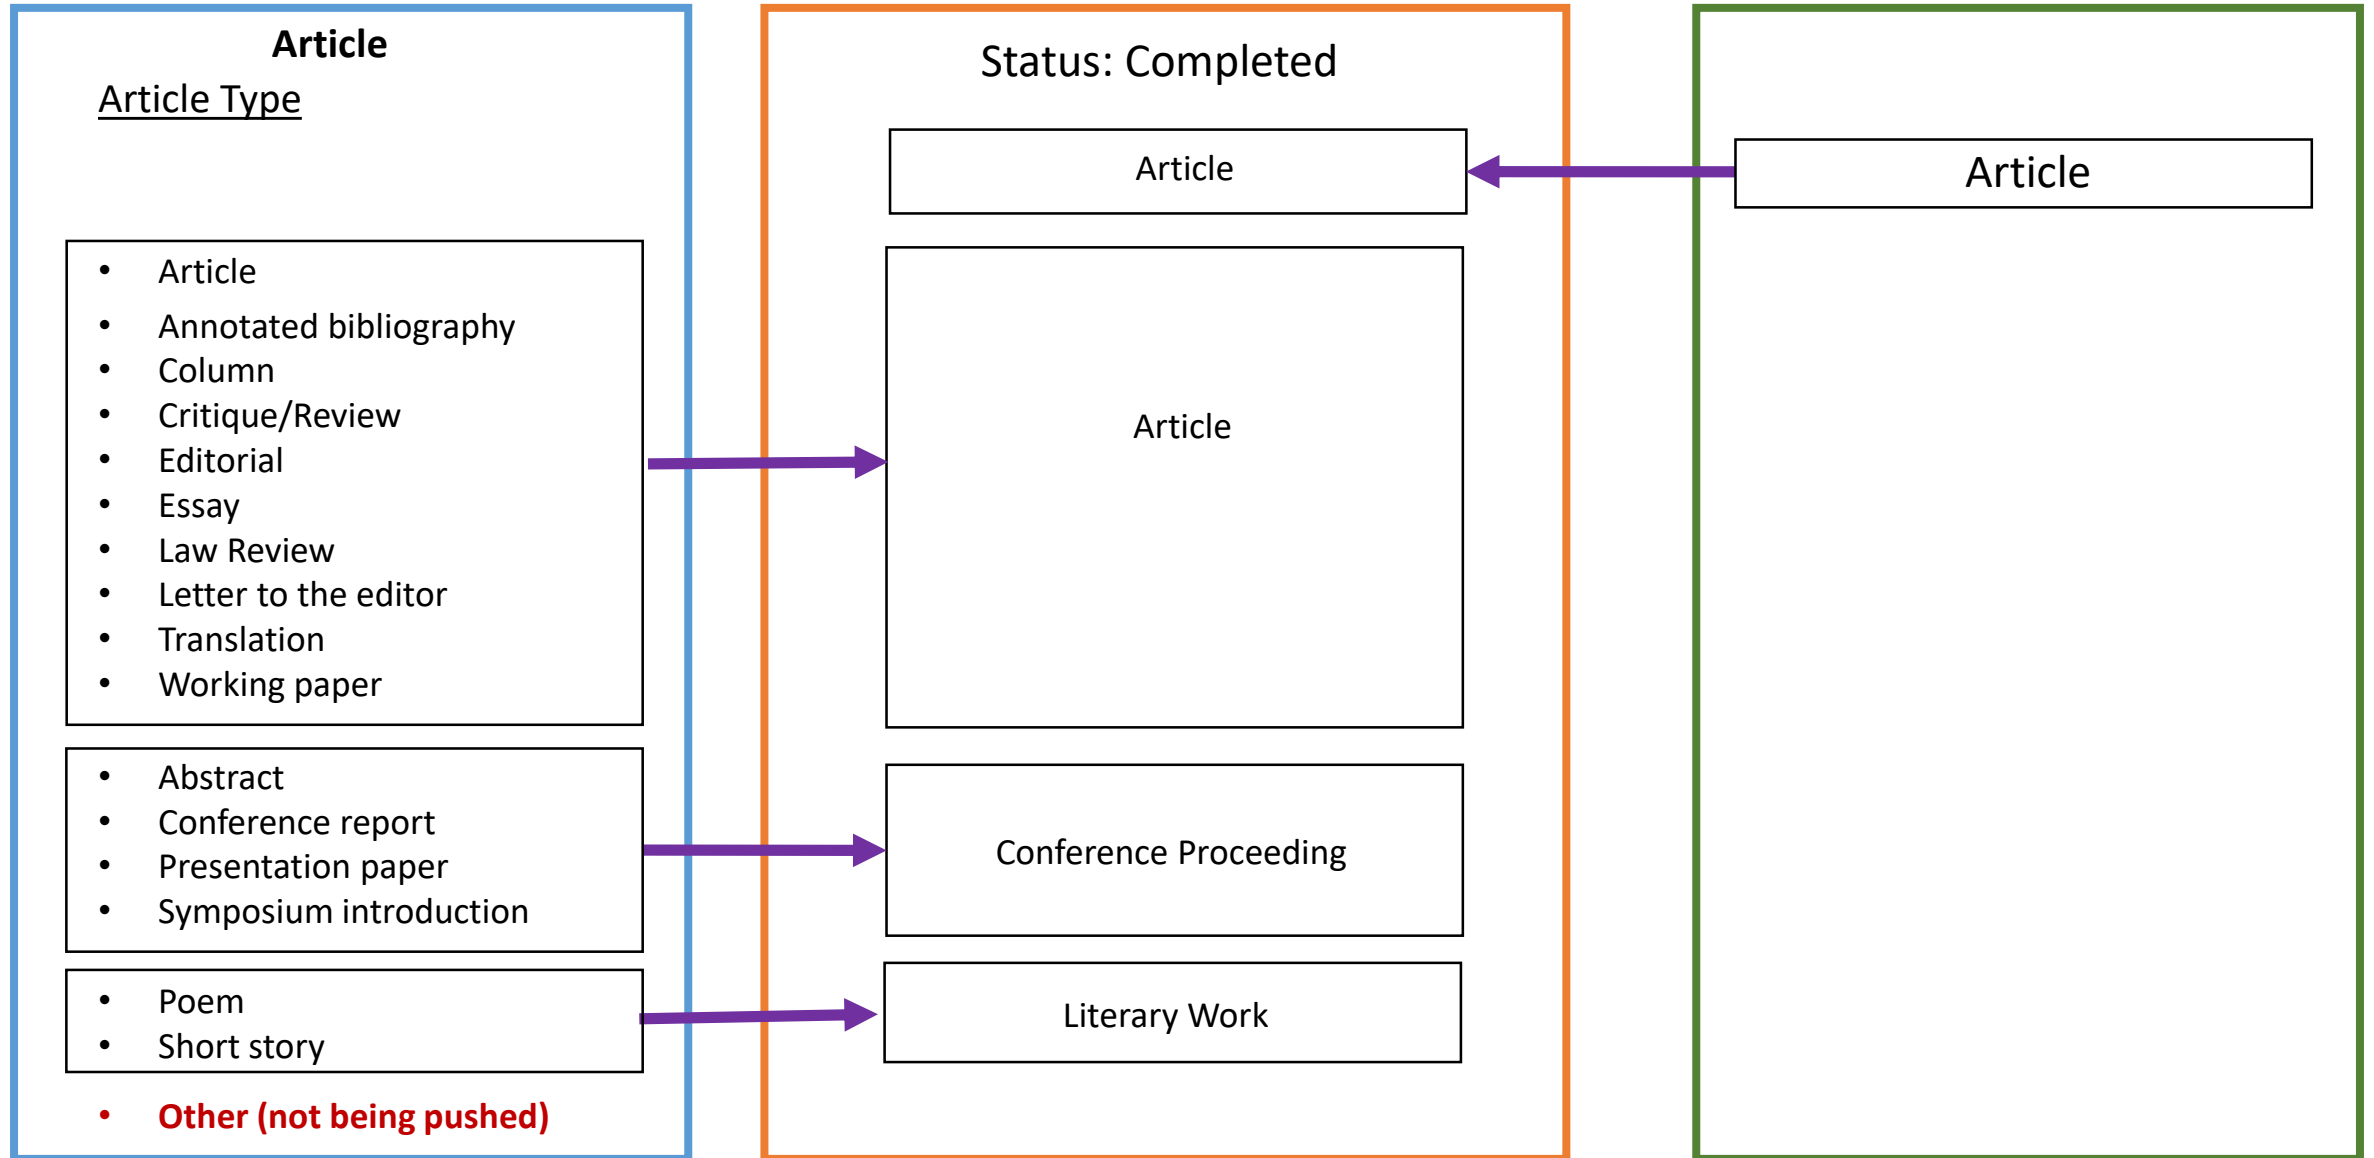 Article
Article Type
• Article
• Annotated bibliography
• Column
• Critique/Review
• Editorial
• Essay
• Law Review
• Letter to the editor
• Translation
• Working paper
• Abstract
• Conference report
• Presentation paper
• Symposium introduction
• Poem
• Short story
• Other (not being pushed)
Status: Completed
Article
Article
Conference Proceeding
Literary Work
Article